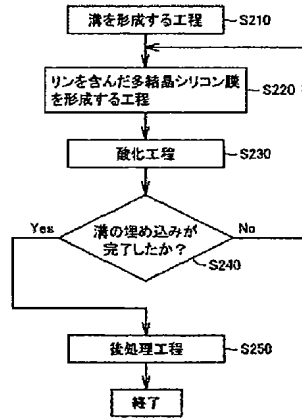 溝を形成する工程
S210
リンを含んだ多結晶シリコン膜
を形成する工程
S220
酸化工程
S230
Yes
溝の埋め込みが
完了したか?
No
S240
後処理工程
S250
終了